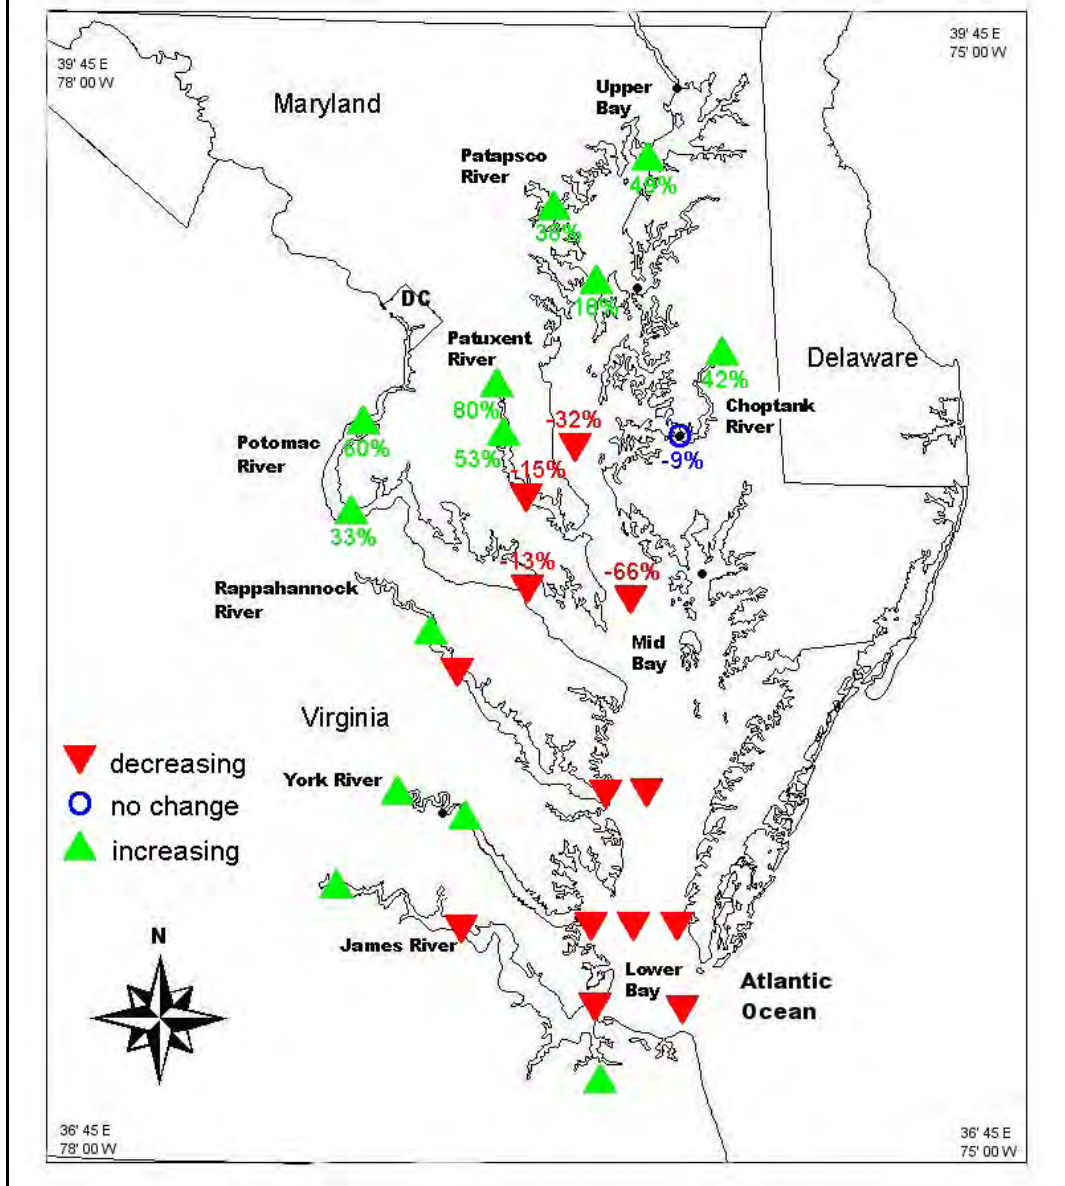 39' 45 E
78' 00 W
39' 45 E
75' 00 W
Maryland
Upper
Bay
Patapsco
River
49%
38%
18%
DC
Patuxent
River
Delaware
42%
Choptank
River
80%
-32%
60%
Potomac
River
53%
-15%
-9%
33%
-13%
-66%
Rappahannock
River
Mid
Bay
Virginia
decreasing
York River
no change
increasing
N
James River
Lower
Bay
Atlantic
Ocean
36' 45 E
78' 00 W
36' 45 E
75' 00 W